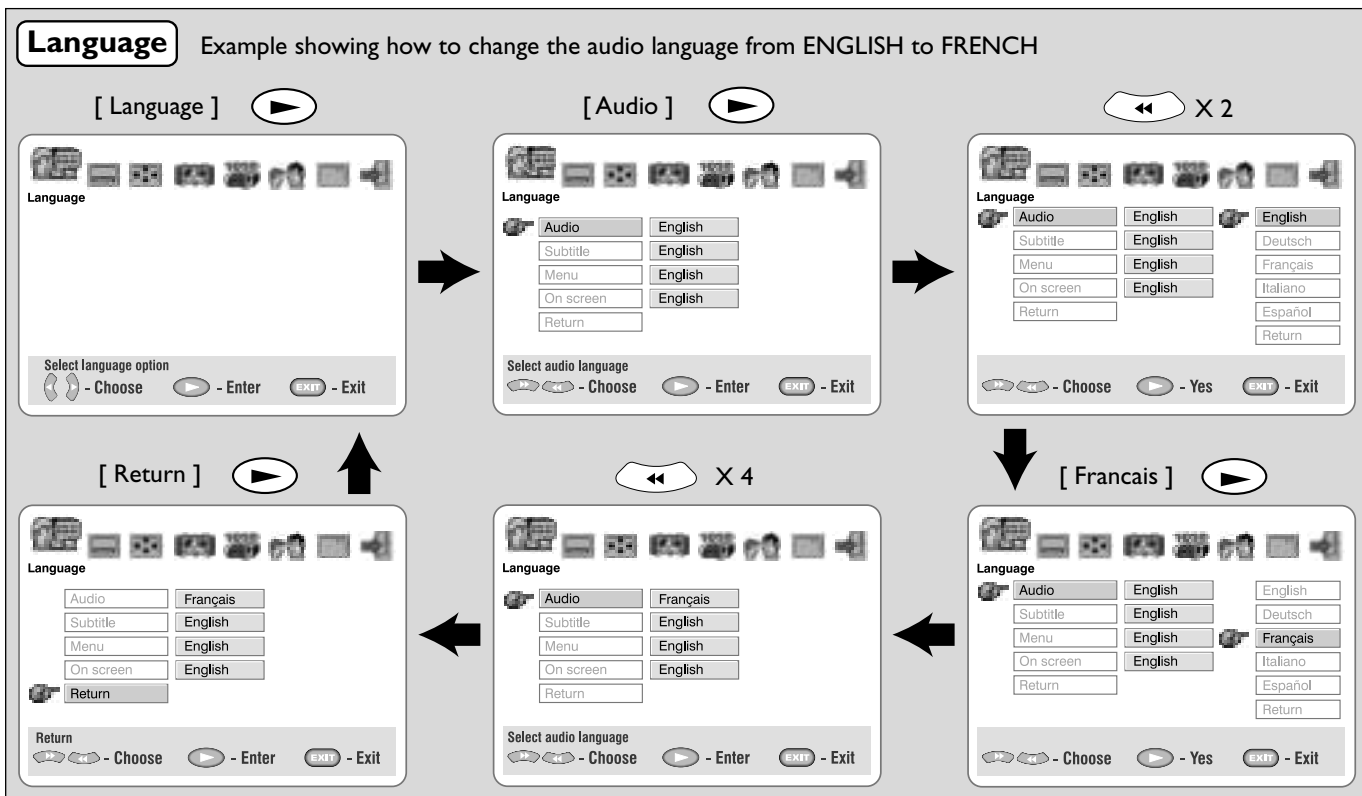 Language Example showing how to change the audio language from ENGLISH to FRENCH
[ Language ]
Language
Select language option
- Choose - Enter EXIT - Exit
[ Audio ]
Language
Audio English
Subtitle English
Menu English
On screen English
Return
Select audio language
- Choose - Enter EXIT - Exit
X 2
Language
Audio English English
Subtitle English Deutsch
Menu English Français
On screen English Italiano
Return Español
Return
- Choose - Yes EXIT - Exit
[ Francais ]
Language
Audio English English
Subtitle English Deutsch
Menu English Français
On screen English Italiano
Return Español
Return
- Choose - Yes EXIT - Exit
X 4
Language
Audio Français
Subtitle English
Menu English
On screen English
Return
Select audio language
- Choose - Enter EXIT - Exit
[ Return ]
Language
Audio Français
Subtitle English
Menu English
On screen English
Return
Return
- Choose - Enter EXIT - Exit